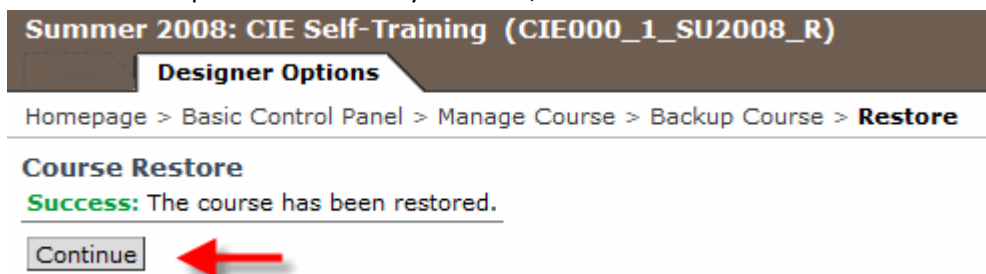 Summer 2008: CIE Self-Training (CIE000_1_SU2008_R)
View
Designer Options
Homepage > Basic Control Panel > Manage Course > Backup Course > Restore
Course Restore
Success: The course has been restored.
Continue